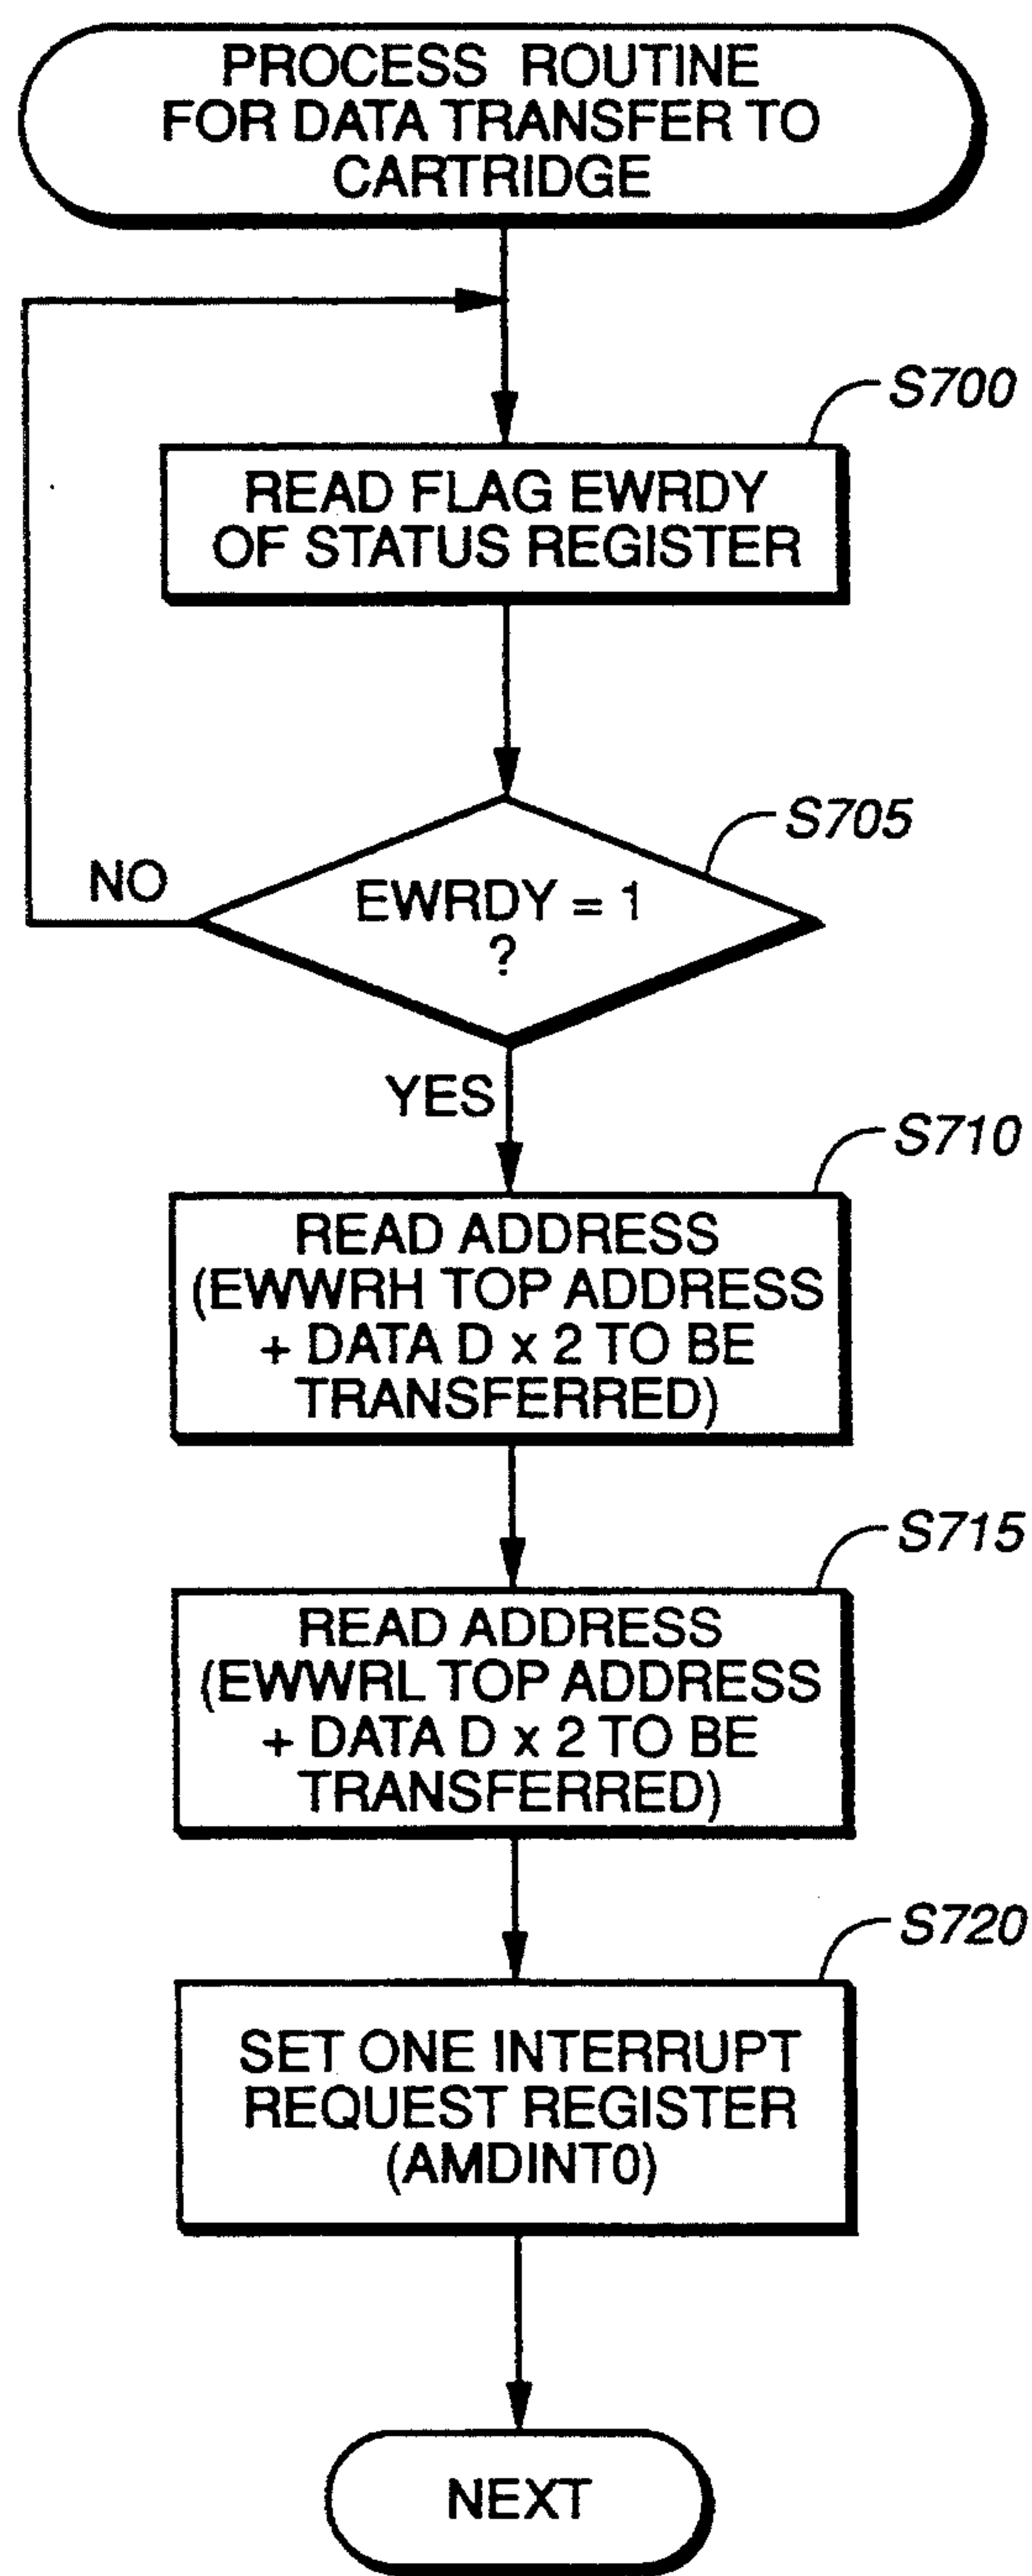 PROCESS ROUTINE
FOR DATA TRANSFER TO
CARTRIDGE
S700
READ FLAG EWRDY
OF STATUS REGISTER
S705
NO
EWRDY = 1
?
YES
S710
READ ADDRESS
(EWWRH TOP ADDRESS
+ DATA D x 2 TO BE
TRANSFERRED)
S715
READ ADDRESS
(EWWRL TOP ADDRESS
+ DATA D x 2 TO BE
TRANSFERRED)
S720
SET ONE INTERRUPT
REQUEST REGISTER
(AMDINT0)
NEXT